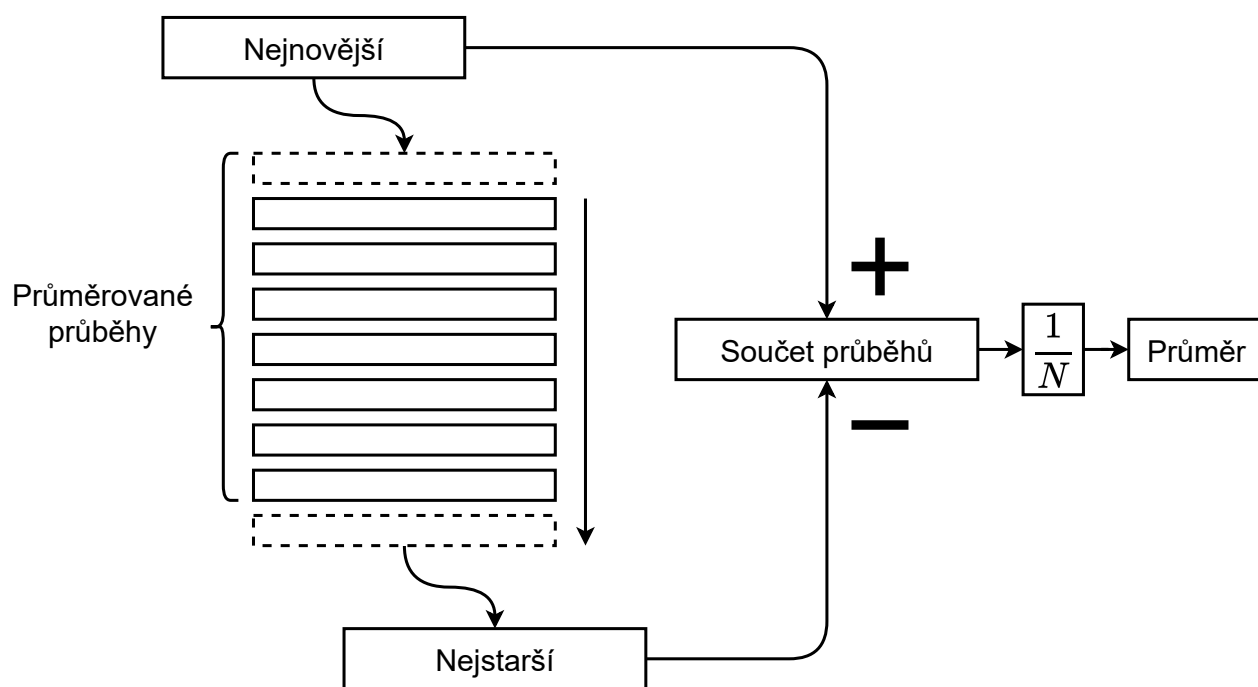 Nejnovější
Průměrované
průběhy
+
Součet průběhů
1
N
Průměr
−
Nejstarší